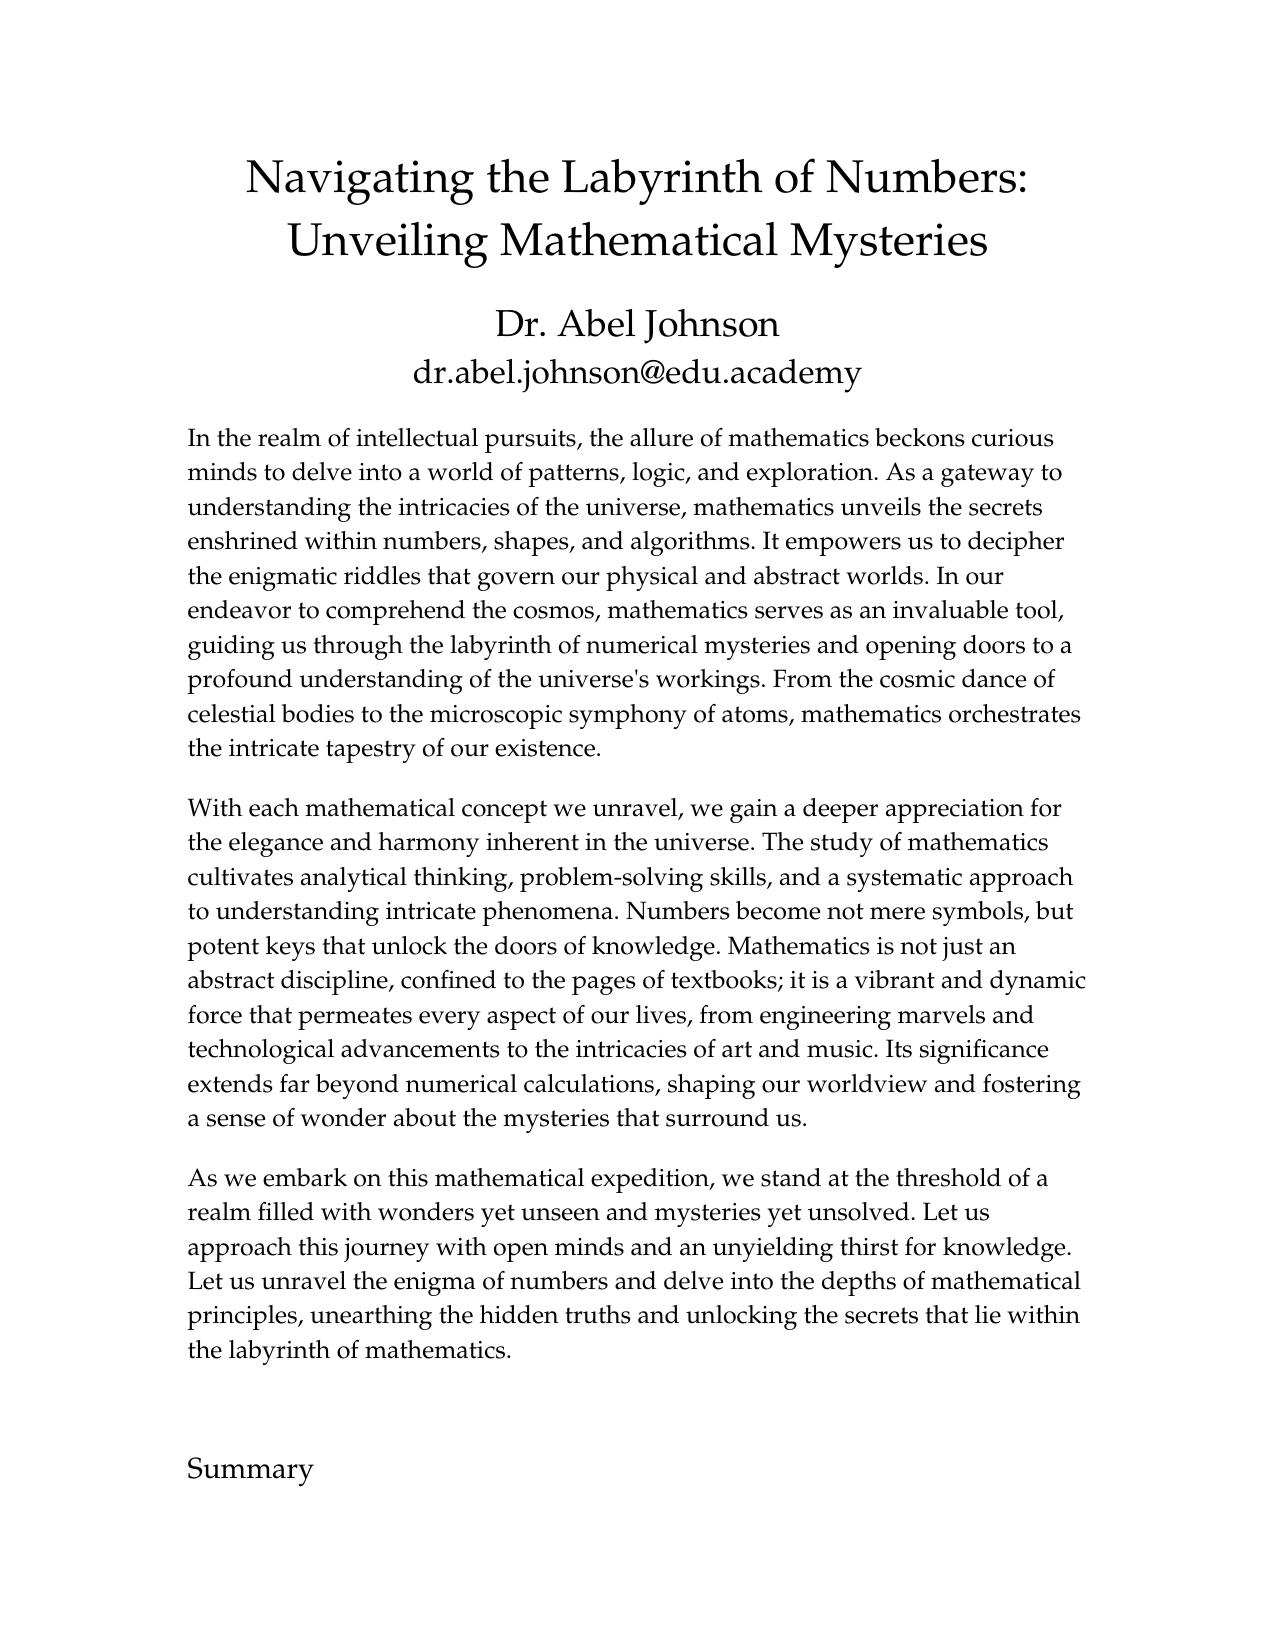 Navigating the Labyrinth of Numbers:
Unveiling Mathematical Mysteries
Dr. Abel Johnson
dr.abel.johnson@edu.academy
In the realm of intellectual pursuits, the allure of mathematics beckons curious
minds to delve into a world of patterns, logic, and exploration. As a gateway to
understanding the intricacies of the universe, mathematics unveils the secrets
enshrined within numbers, shapes, and algorithms. It empowers us to decipher
the enigmatic riddles that govern our physical and abstract worlds. In our
endeavor to comprehend the cosmos, mathematics serves as an invaluable tool,
guiding us through the labyrinth of numerical mysteries and opening doors to a
profound understanding of the universe's workings. From the cosmic dance of
celestial bodies to the microscopic symphony of atoms, mathematics orchestrates
the intricate tapestry of our existence.
With each mathematical concept we unravel, we gain a deeper appreciation for
the elegance and harmony inherent in the universe. The study of mathematics
cultivates analytical thinking, problem-solving skills, and a systematic approach
to understanding intricate phenomena. Numbers become not mere symbols, but
potent keys that unlock the doors of knowledge. Mathematics is not just an
abstract discipline, confined to the pages of textbooks; it is a vibrant and dynamic
force that permeates every aspect of our lives, from engineering marvels and
technological advancements to the intricacies of art and music. Its significance
extends far beyond numerical calculations, shaping our worldview and fostering
a sense of wonder about the mysteries that surround us.
As we embark on this mathematical expedition, we stand at the threshold of a
realm filled with wonders yet unseen and mysteries yet unsolved. Let us
approach this journey with open minds and an unyielding thirst for knowledge.
Let us unravel the enigma of numbers and delve into the depths of mathematical
principles, unearthing the hidden truths and unlocking the secrets that lie within
the labyrinth of mathematics.
Summary